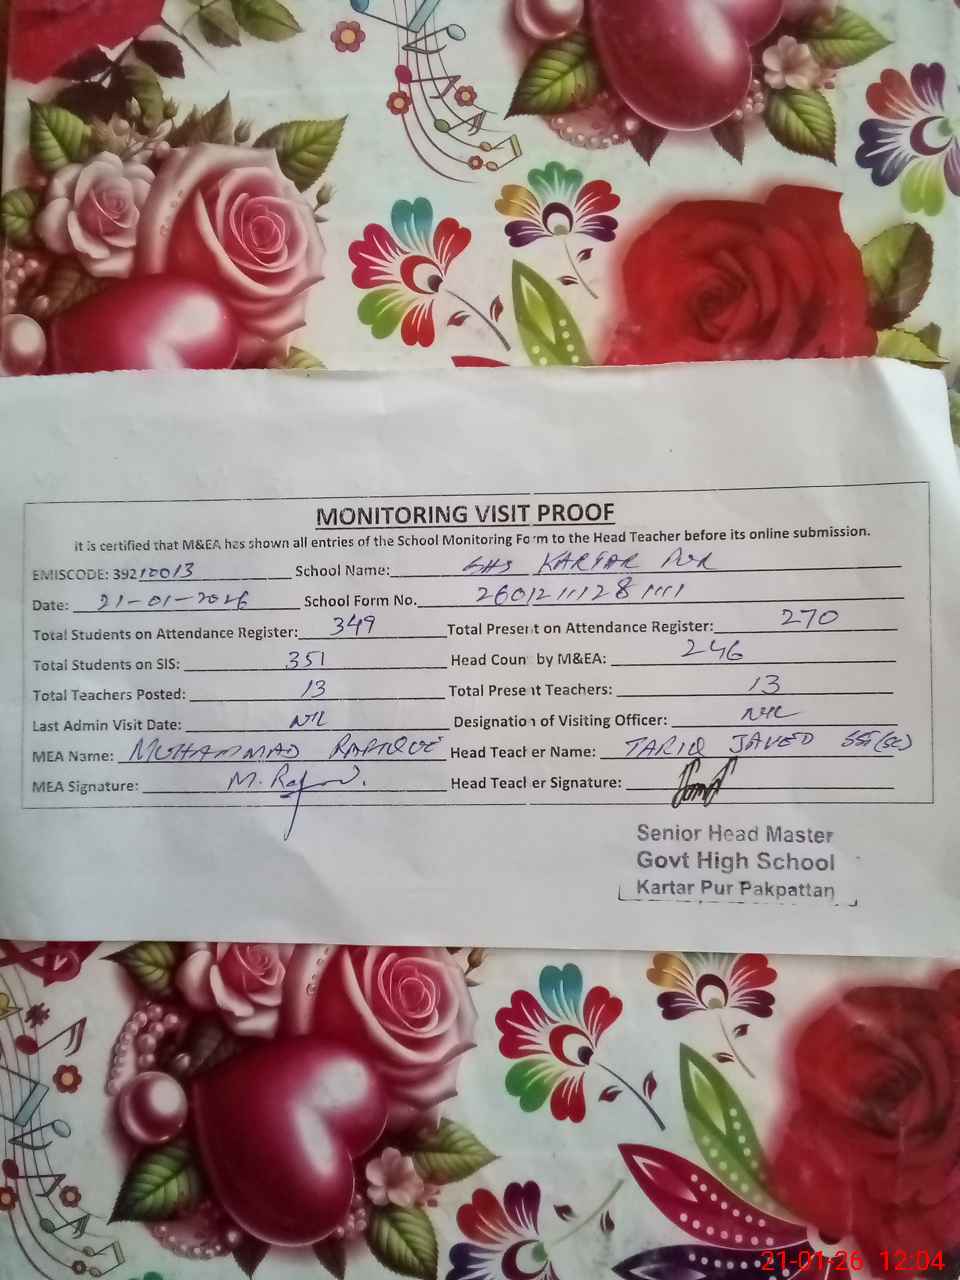 MONITORING VISIT PROOF
It is certified that M&EA has shown all entries of the School Monitoring Form to the Head Teacher before its online submission.
EMISCODE: 39210013 School Name: GHS KARTAR PUR
Date: 21-01-2026 School Form No. 2601211128
Total Students on Attendance Register: 349 Total Present on Attendance Register: 270
Total Students on SIS: 351 Head Count by M&EA: 246
Total Teachers Posted: 13 Total Present Teachers: 13
Last Admin Visit Date: NIL Designation of Visiting Officer: NIL
MEA Name: MUHAMMAD Head Teacher Name: TARIQ JAVED SST(SC)
MEA Signature: Head Teacher Signature:
Senior Head Master
Govt High School
Kartar Pur Pakpattan
21-01-26 12:04